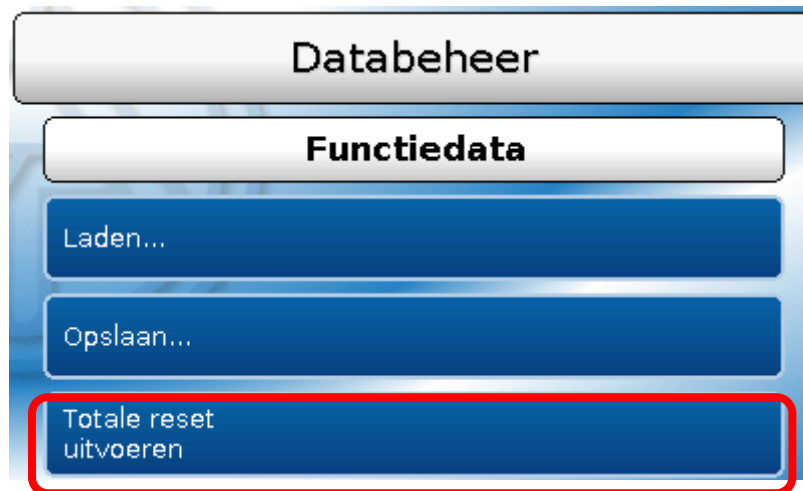 Databeheer
Functiedata
Laden...
Opslaan...
Totale reset
uitvoeren